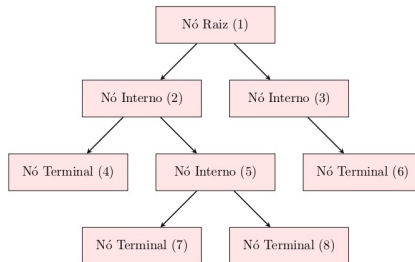 Nó Raiz (1)
Nó Interno (2)
Nó Interno (3)
Nó Terminal (4)
Nó Interno (5)
Nó Terminal (6)
Nó Terminal (7)
Nó Terminal (8)